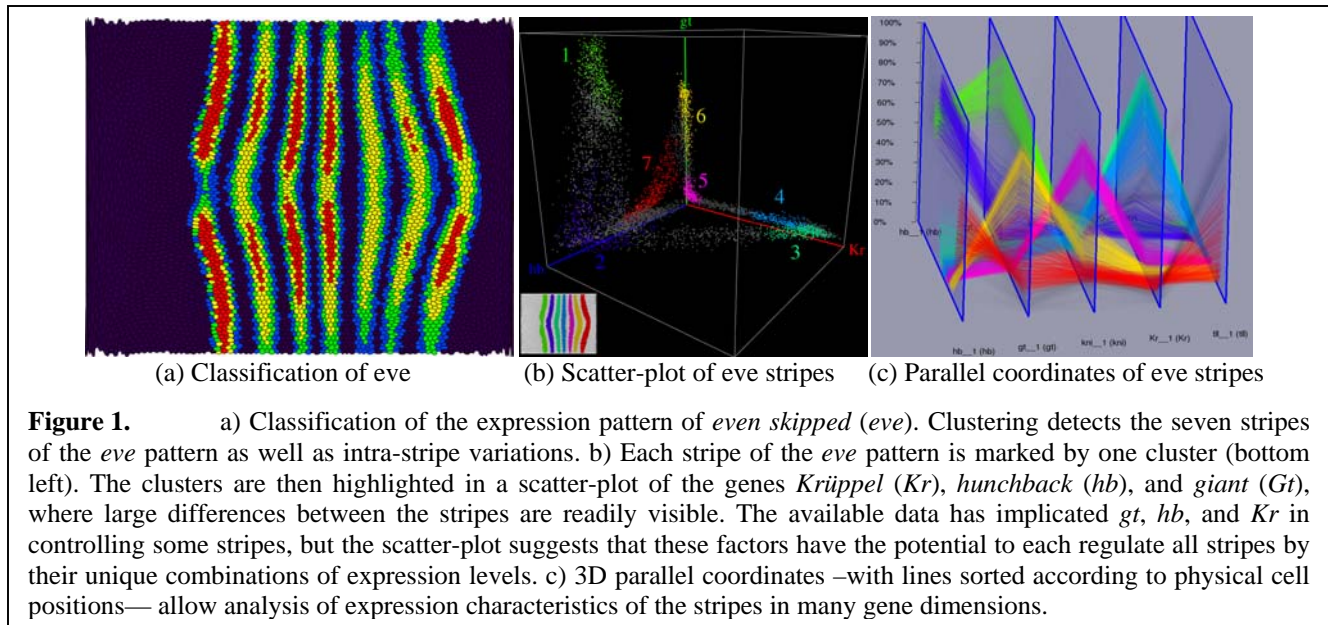 gt
1
6
7
5
4
3
2
hb
Kr
100%
90%
80%
70%
60%
50%
40%
30%
20%
10%
0%
hb__1 (hb)
hb__1 (hb)
gt__1 (gt)
kni__1 (kni)
Kr__1 (Kr)
tll__1 (tll)
(a) Classification of eve
(b) Scatter-plot of eve stripes
(c) Parallel coordinates of eve stripes
Figure 1. a) Classification of the expression pattern of even skipped (eve). Clustering detects the seven stripes
of the eve pattern as well as intra-stripe variations. b) Each stripe of the eve pattern is marked by one cluster (bottom
left). The clusters are then highlighted in a scatter-plot of the genes Krüppel (Kr), hunchback (hb), and giant (Gt),
where large differences between the stripes are readily visible. The available data has implicated gt, hb, and Kr in
controlling some stripes, but the scatter-plot suggests that these factors have the potential to each regulate all stripes by
their unique combinations of expression levels. c) 3D parallel coordinates –with lines sorted according to physical cell
positions— allow analysis of expression characteristics of the stripes in many gene dimensions.